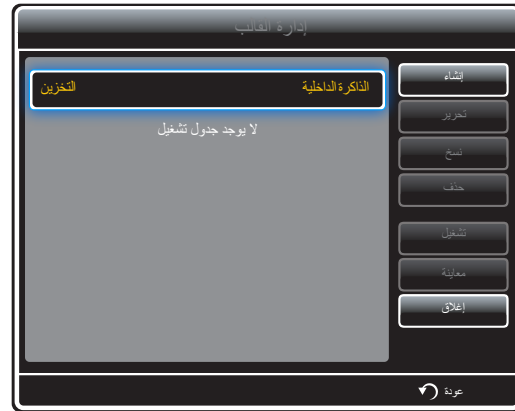 إدارة القالب
التخزين
الذاكرة الداخلية
لا يوجد جدول تشغيل
إنشاء
تحرير
نسخ
حذف
تشغيل
معاينة
إغلاق
عودة